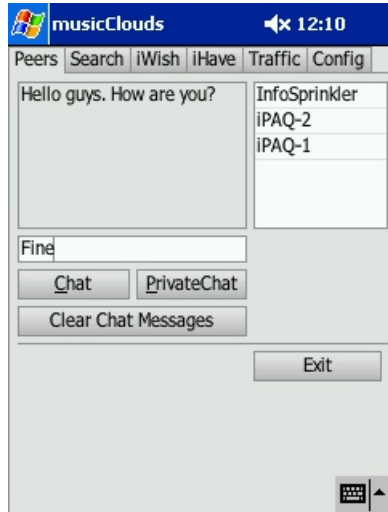 musicClouds 12:10
Peers Search iWish iHave Traffic Config
Hello guys. How are you?
InfoSprinkler
iPAQ-2
iPAQ-1
Fine
Chat PrivateChat
Clear Chat Messages
Exit